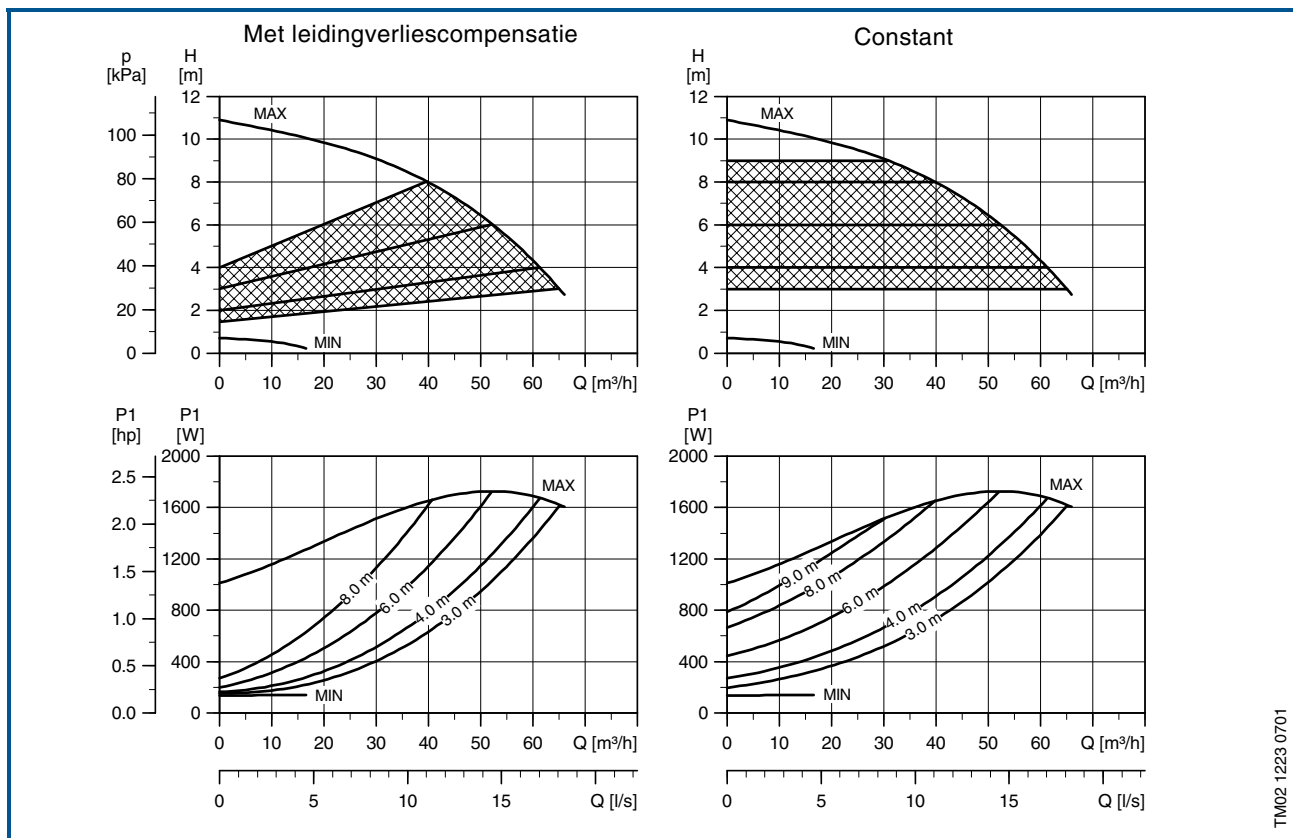 Met leidingverliescompensatie
Constant
p
[kPa]
H
[m]
H
[m]
12
10
8
6
4
2
0
100
80
60
40
20
0
MAX
MIN
0 10 20 30 40 50 60 Q [m³/h]
12
10
8
6
4
2
0
MAX
MIN
0 10 20 30 40 50 60 Q [m³/h]
P1
[hp]
P1
[W]
P1
[W]
2.5
2.0
1.5
1.0
0.5
0.0
2000
1600
1200
800
400
0
MAX
8.0 m
6.0 m
4.0 m
3.0 m
MIN
0 10 20 30 40 50 60 Q [m³/h]
0 5 10 15 Q [l/s]
2000
1600
1200
800
400
0
MAX
9.0 m
8.0 m
6.0 m
4.0 m
3.0 m
MIN
0 10 20 30 40 50 60 Q [m³/h]
0 5 10 15 Q [l/s]
TM02 1223 0701